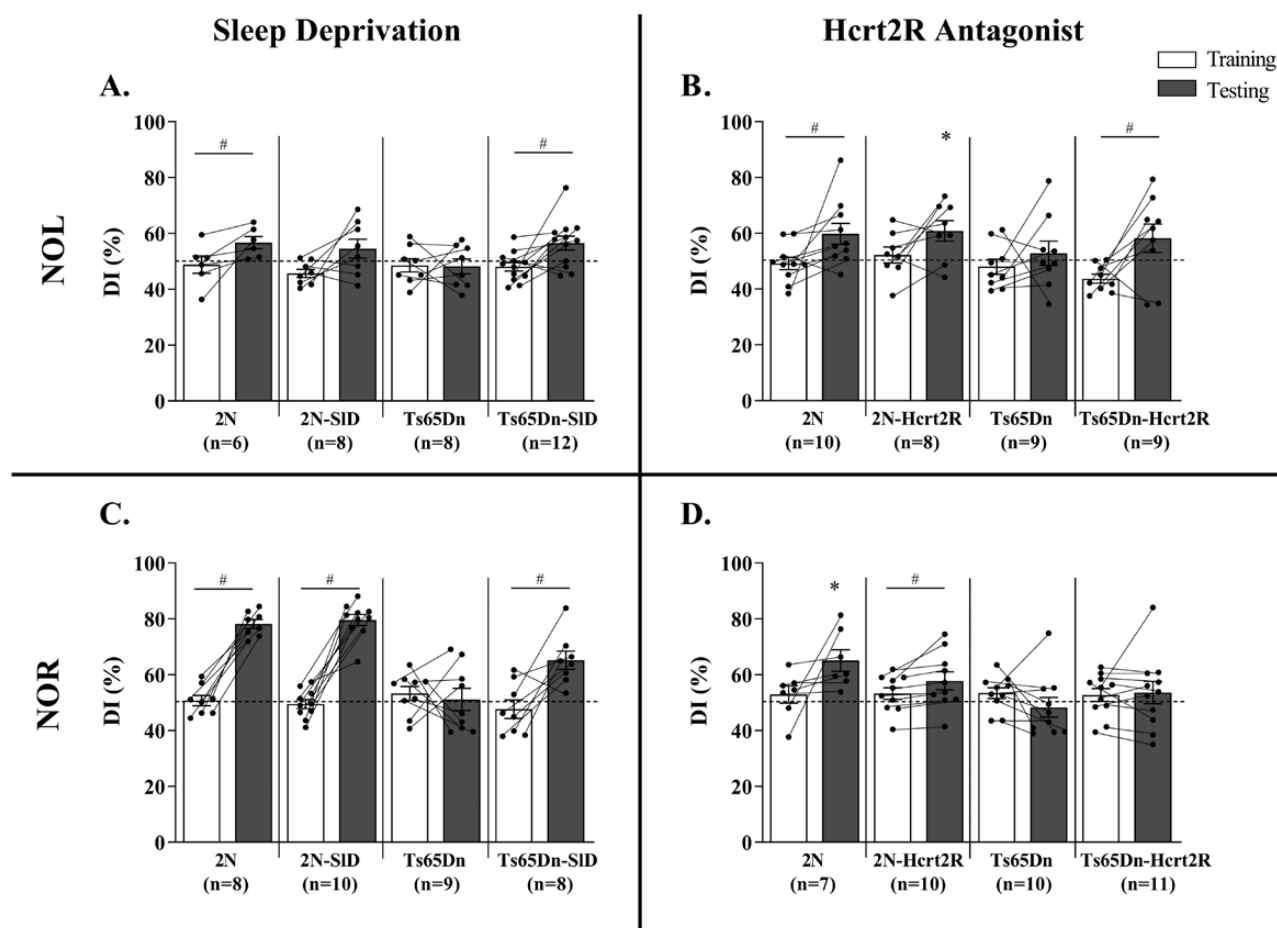 Sleep Deprivation
Hcrt2R Antagonist
Training
Testing
NOL
A.
DI (%)
100
80
60
40
20
0
#
#
2N
(n=6)
2N-SlD
(n=8)
Ts65Dn
(n=8)
Ts65Dn-SlD
(n=12)
B.
DI (%)
100
80
60
40
20
0
#
*
#
2N
(n=10)
2N-Hcrt2R
(n=8)
Ts65Dn
(n=9)
Ts65Dn-Hcrt2R
(n=9)
NOR
C.
DI (%)
100
80
60
40
20
0
#
#
#
2N
(n=8)
2N-SlD
(n=10)
Ts65Dn
(n=9)
Ts65Dn-SlD
(n=8)
D.
DI (%)
100
80
60
40
20
0
*
#
2N
(n=7)
2N-Hcrt2R
(n=10)
Ts65Dn
(n=10)
Ts65Dn-Hcrt2R
(n=11)